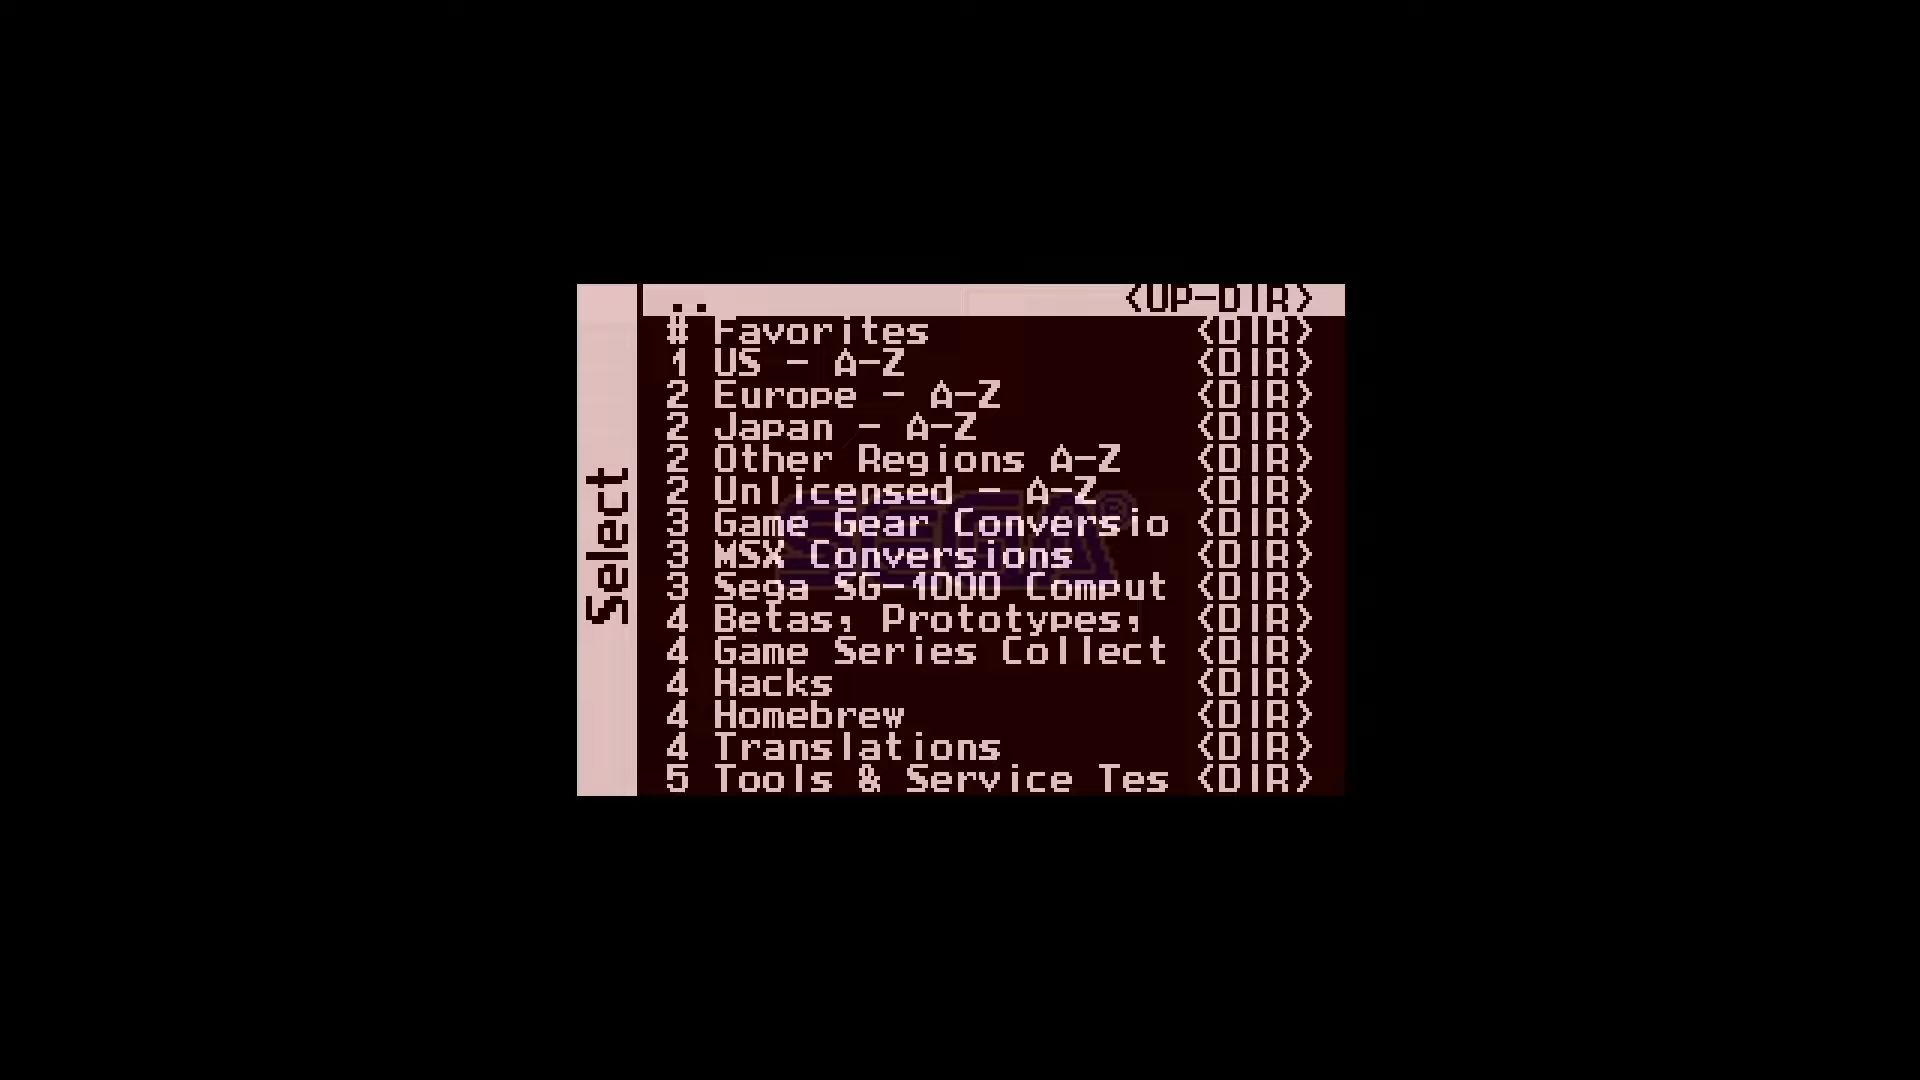 Select
.. <UP-DIR>
# Favorites <DIR>
1 US - A-Z <DIR>
2 Europe - A-Z <DIR>
2 Japan - A-Z <DIR>
2 Other Regions A-Z <DIR>
2 Unlicensed - A-Z <DIR>
3 Game Gear Conversio <DIR>
3 MSX Conversions <DIR>
3 Sega SG-1000 Comput <DIR>
4 Betas, Prototypes, <DIR>
4 Game Series Collect <DIR>
4 Hacks <DIR>
4 Homebrew <DIR>
4 Translations <DIR>
5 Tools & Service Tes <DIR>
SEGA®